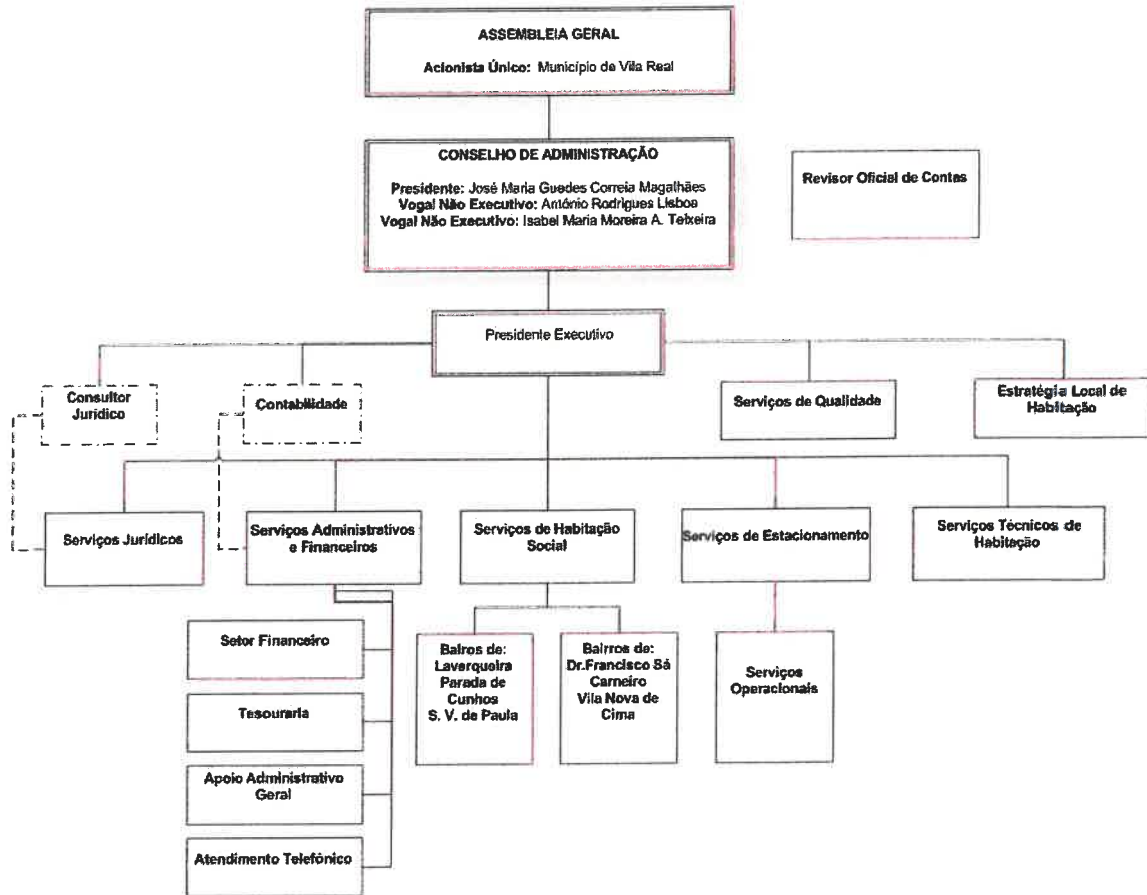 ASSEMBLEIA GERAL
Acionista Único: Município de Vila Real
CONSELHO DE ADMINISTRAÇÃO
Presidente: José Maria Guedes Correia Magalhães
Vogal Não Executivo: António Rodrigues Lisboa
Vogal Não Executivo: Isabel Maria Moreira A. Teixeira
Revisor Oficial de Contas
Presidente Executivo
Consultor
Jurídico
Contabilidade
Serviços de Qualidade
Estratégia Local de
Habitação
Serviços Jurídicos
Serviços Administrativos
e Financeiros
Serviços de Habitação
Social
Serviços de Estacionamento
Serviços Técnicos de
Habitação
Setor Financeiro
Tesouraria
Apoio Administrativo
Geral
Atendimento Telefónico
Bairos de:
Laverqueira
Parada de
Cunhos
S. V. de Paula
Bairros de:
Dr.Francisco Sá
Carneiro
Vila Nova de
Cima
Serviços
Operacionais